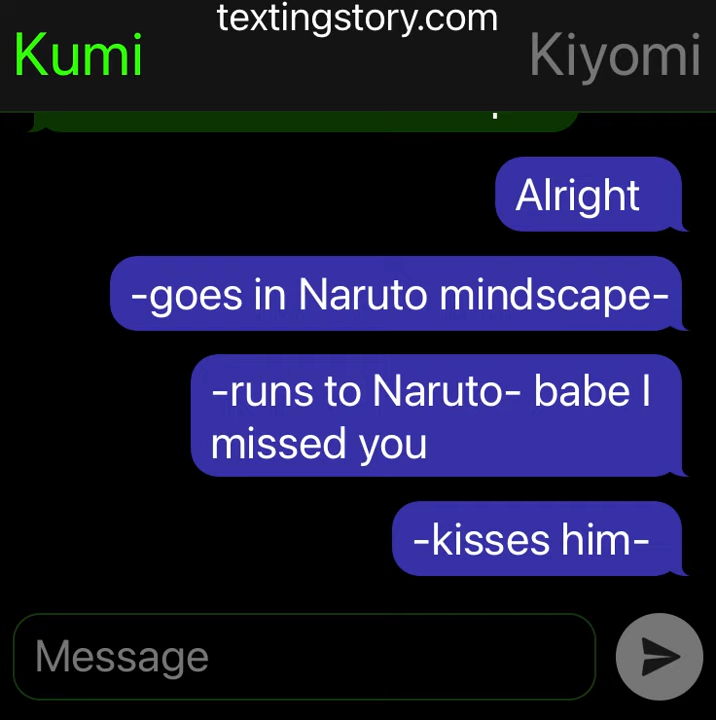 textingstory.com
Kumi
Kiyomi
Alright
-goes in Naruto mindscape-
-runs to Naruto- babe I
missed you
-kisses him-
Message